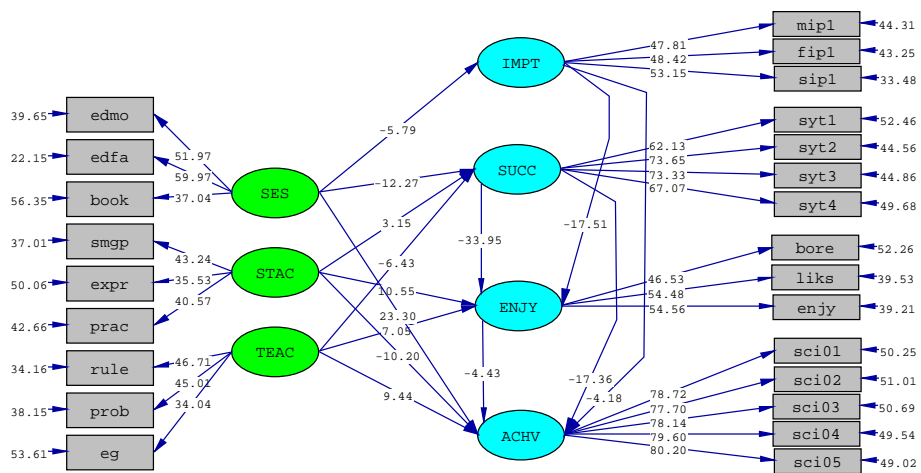 39.65 edmo
22.15 edfa
56.35 book
37.01 smgp
50.06 expr
42.66 prac
34.16 rule
38.15 prob
53.61 eg
51.97
59.97
37.04
43.24
35.53
40.57
46.71
45.01
34.04
SES
STAC
TEAC
-5.79
-12.27
3.15
-6.43
10.55
23.30
7.05
-10.20
9.44
IMPT
SUCC
ENJY
ACHV
-33.95
-4.43
-17.51
-17.36
-4.18
47.81
48.42
53.15
62.13
73.65
73.33
67.07
46.53
54.48
54.56
78.72
77.70
78.14
79.60
80.20
mip1 44.31
fip1 43.25
sip1 33.48
syt1 52.46
syt2 44.56
syt3 44.86
syt4 49.68
bore 52.26
liks 39.53
enjy 39.21
sci01 50.25
sci02 51.01
sci03 50.69
sci04 49.54
sci05 49.02